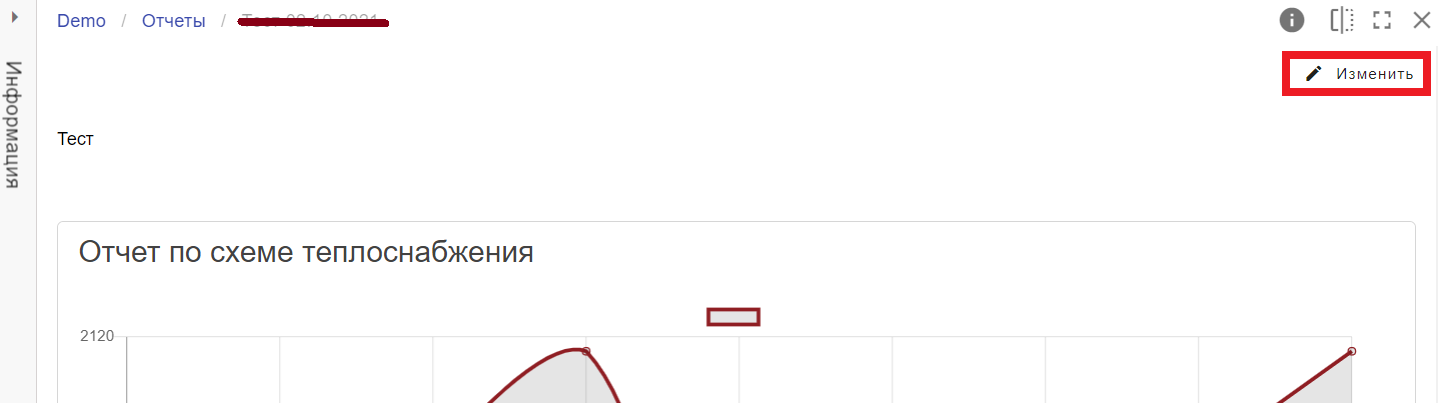 Demo / Отчеты /
Изменить
Информация
Тест
Отчет по схеме теплоснабжения
2120